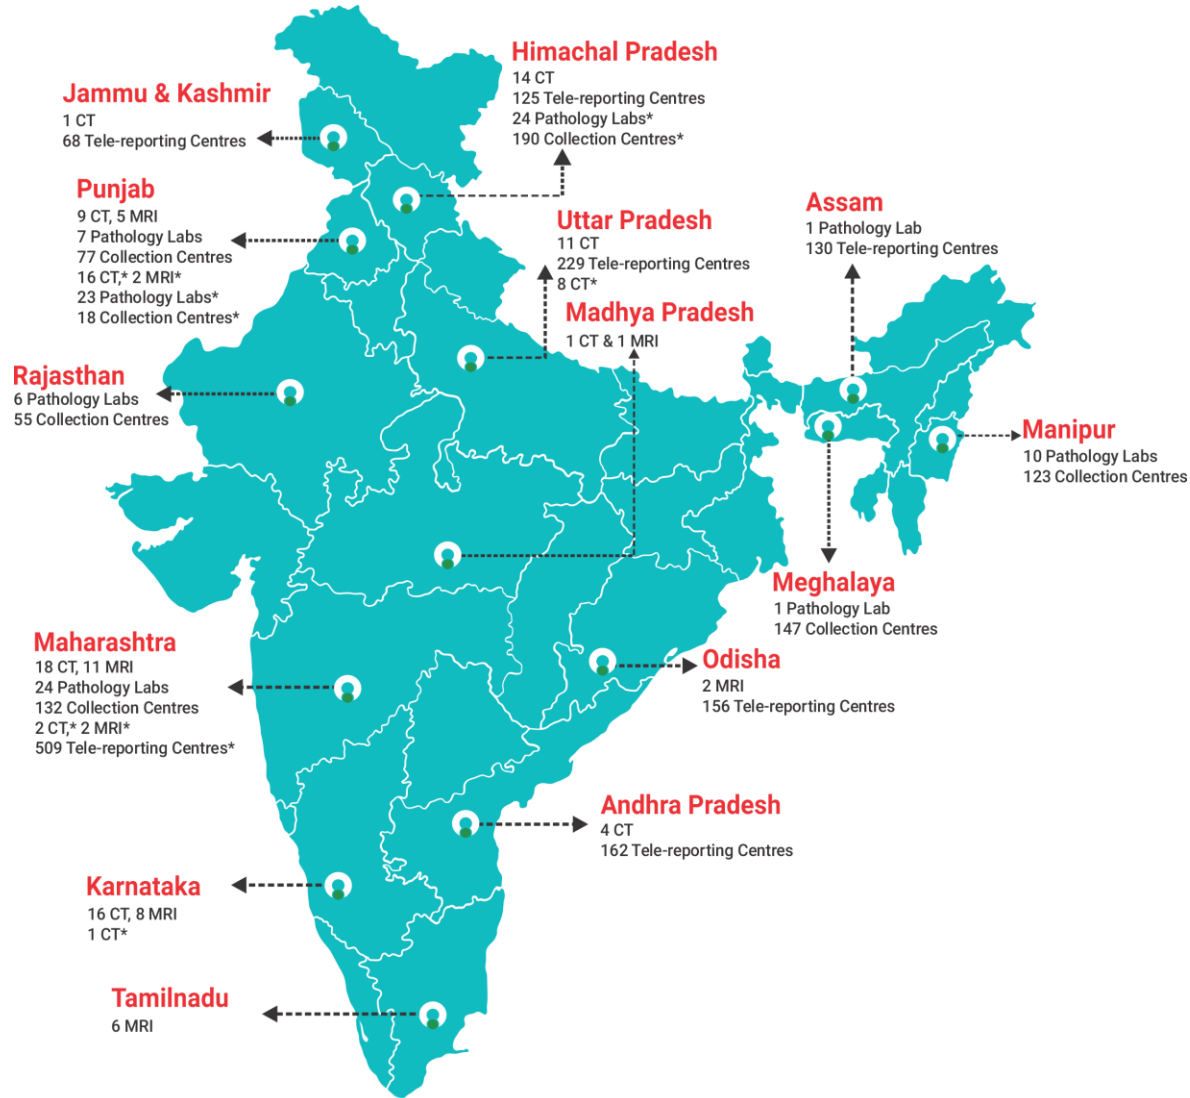 Himachal Pradesh
14 CT
125 Tele-reporting Centres
24 Pathology Labs*
190 Collection Centres*
Jammu & Kashmir
1 CT
68 Tele-reporting Centres
Punjab
9 CT, 5 MRI
7 Pathology Labs
77 Collection Centres
16 CT,* 2 MRI*
23 Pathology Labs*
18 Collection Centres*
Uttar Pradesh
11 CT
229 Tele-reporting Centres
8 CT*
Assam
1 Pathology Lab
130 Tele-reporting Centres
Madhya Pradesh
1 CT & 1 MRI
Rajasthan
6 Pathology Labs
55 Collection Centres
Manipur
10 Pathology Labs
123 Collection Centres
Meghalaya
1 Pathology Lab
147 Collection Centres
Maharashtra
18 CT, 11 MRI
24 Pathology Labs
132 Collection Centres
2 CT,* 2 MRI*
509 Tele-reporting Centres*
Odisha
2 MRI
156 Tele-reporting Centres
Andhra Pradesh
4 CT
162 Tele-reporting Centres
Karnataka
16 CT, 8 MRI
1 CT*
Tamilnadu
6 MRI